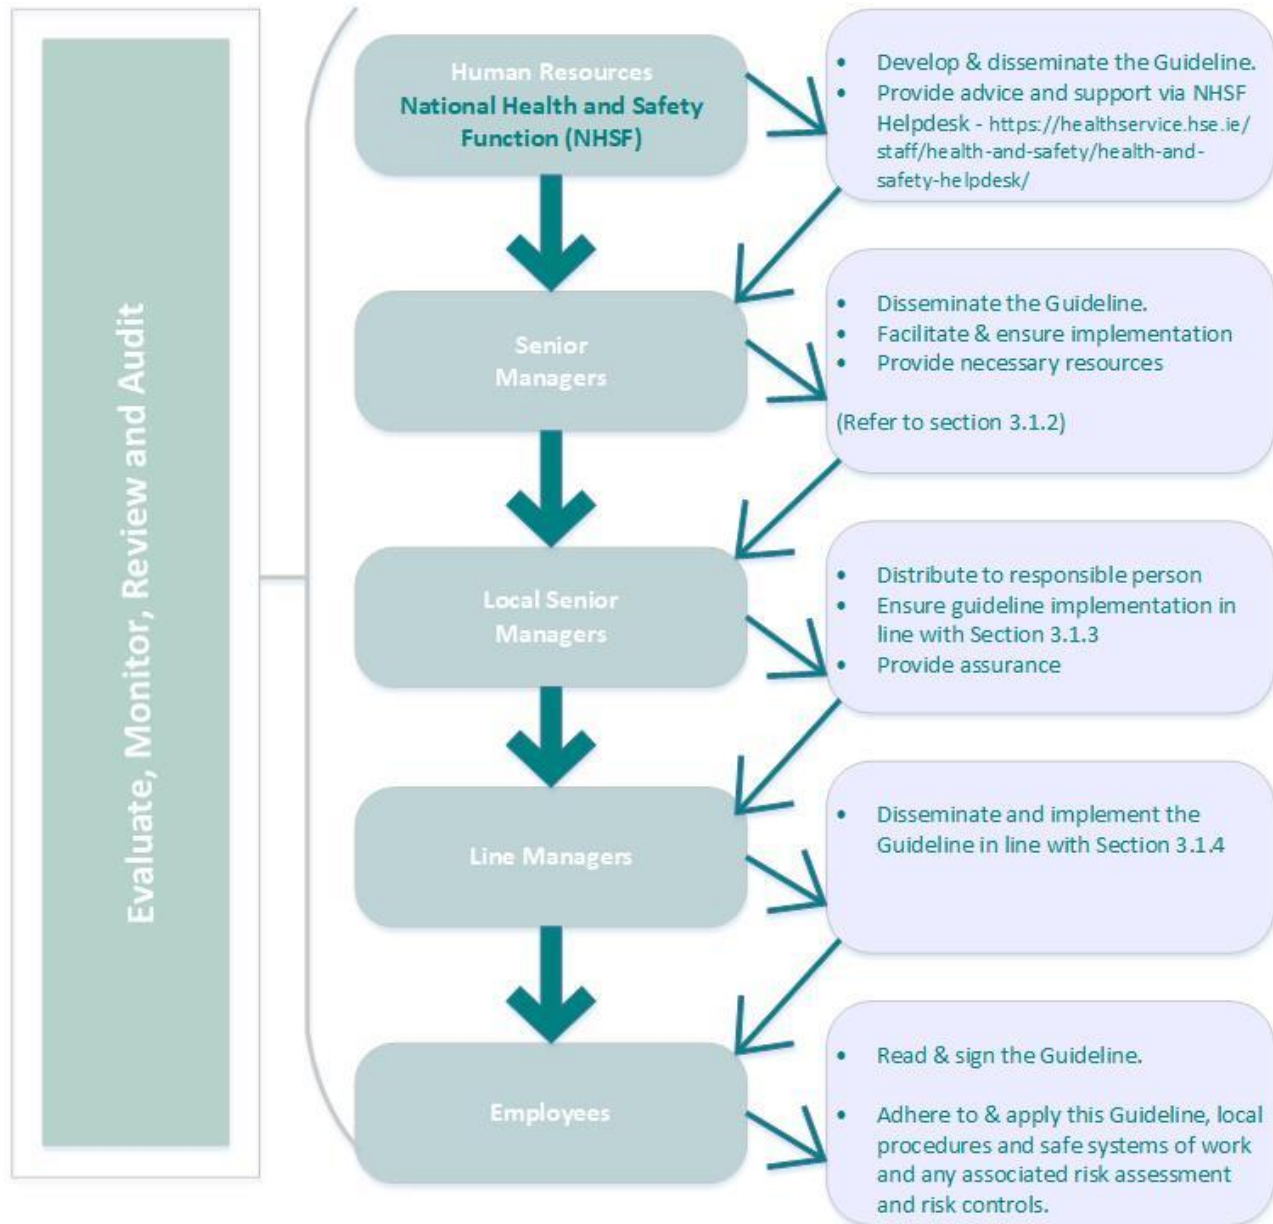 Evaluate, Monitor, Review and Audit
Human Resources
National Health and Safety
Function (NHSF)
• Develop & disseminate the Guideline.
• Provide advice and support via NHSF
Helpdesk - https://healthservice.hse.ie/
staff/health-and-safety/health-and-
safety-helpdesk/
Senior
Managers
• Disseminate the Guideline.
• Facilitate & ensure implementation
• Provide necessary resources
(Refer to section 3.1.2)
Local Senior
Managers
• Distribute to responsible person
• Ensure guideline implementation in
line with Section 3.1.3
• Provide assurance
Line Managers
• Disseminate and implement the
Guideline in line with Section 3.1.4
Employees
• Read & sign the Guideline.
• Adhere to & apply this Guideline, local
procedures and safe systems of work
and any associated risk assessment
and risk controls.